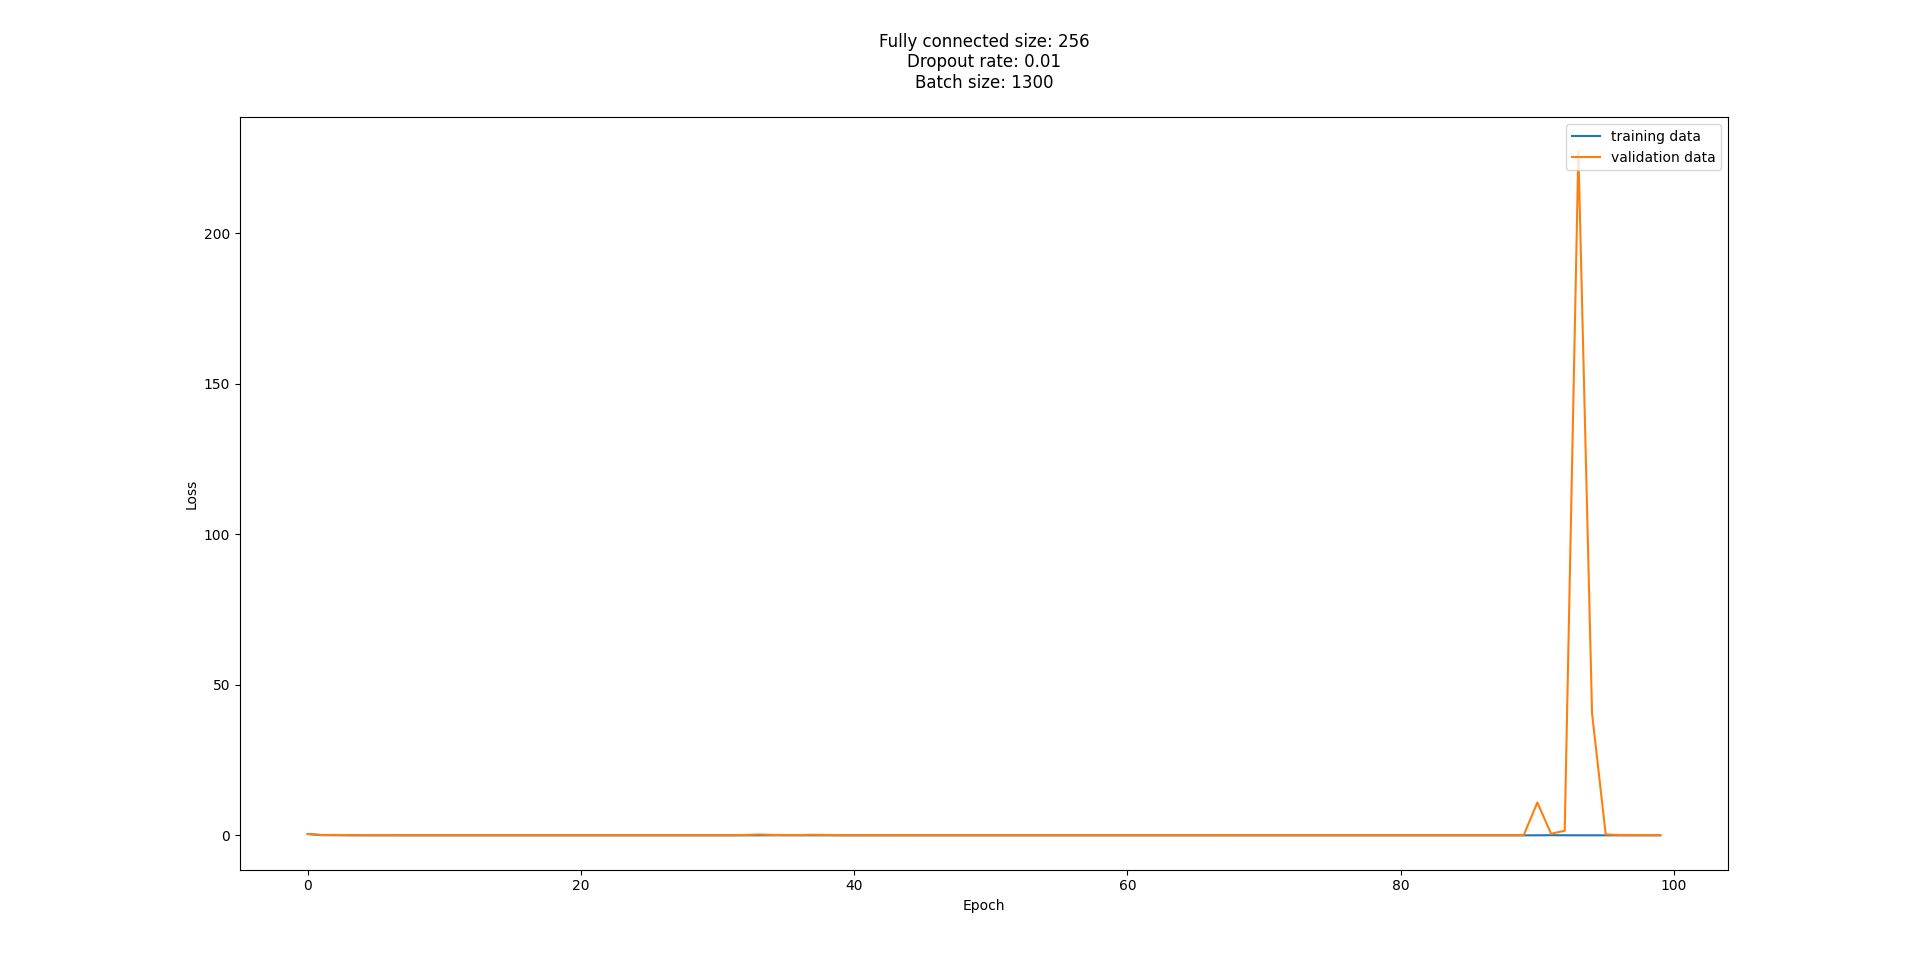 Fully connected size: 256
Dropout rate: 0.01
Batch size: 1300
training data
validation data
200
150
100
50
0
Loss
0
20
40
60
80
100
Epoch